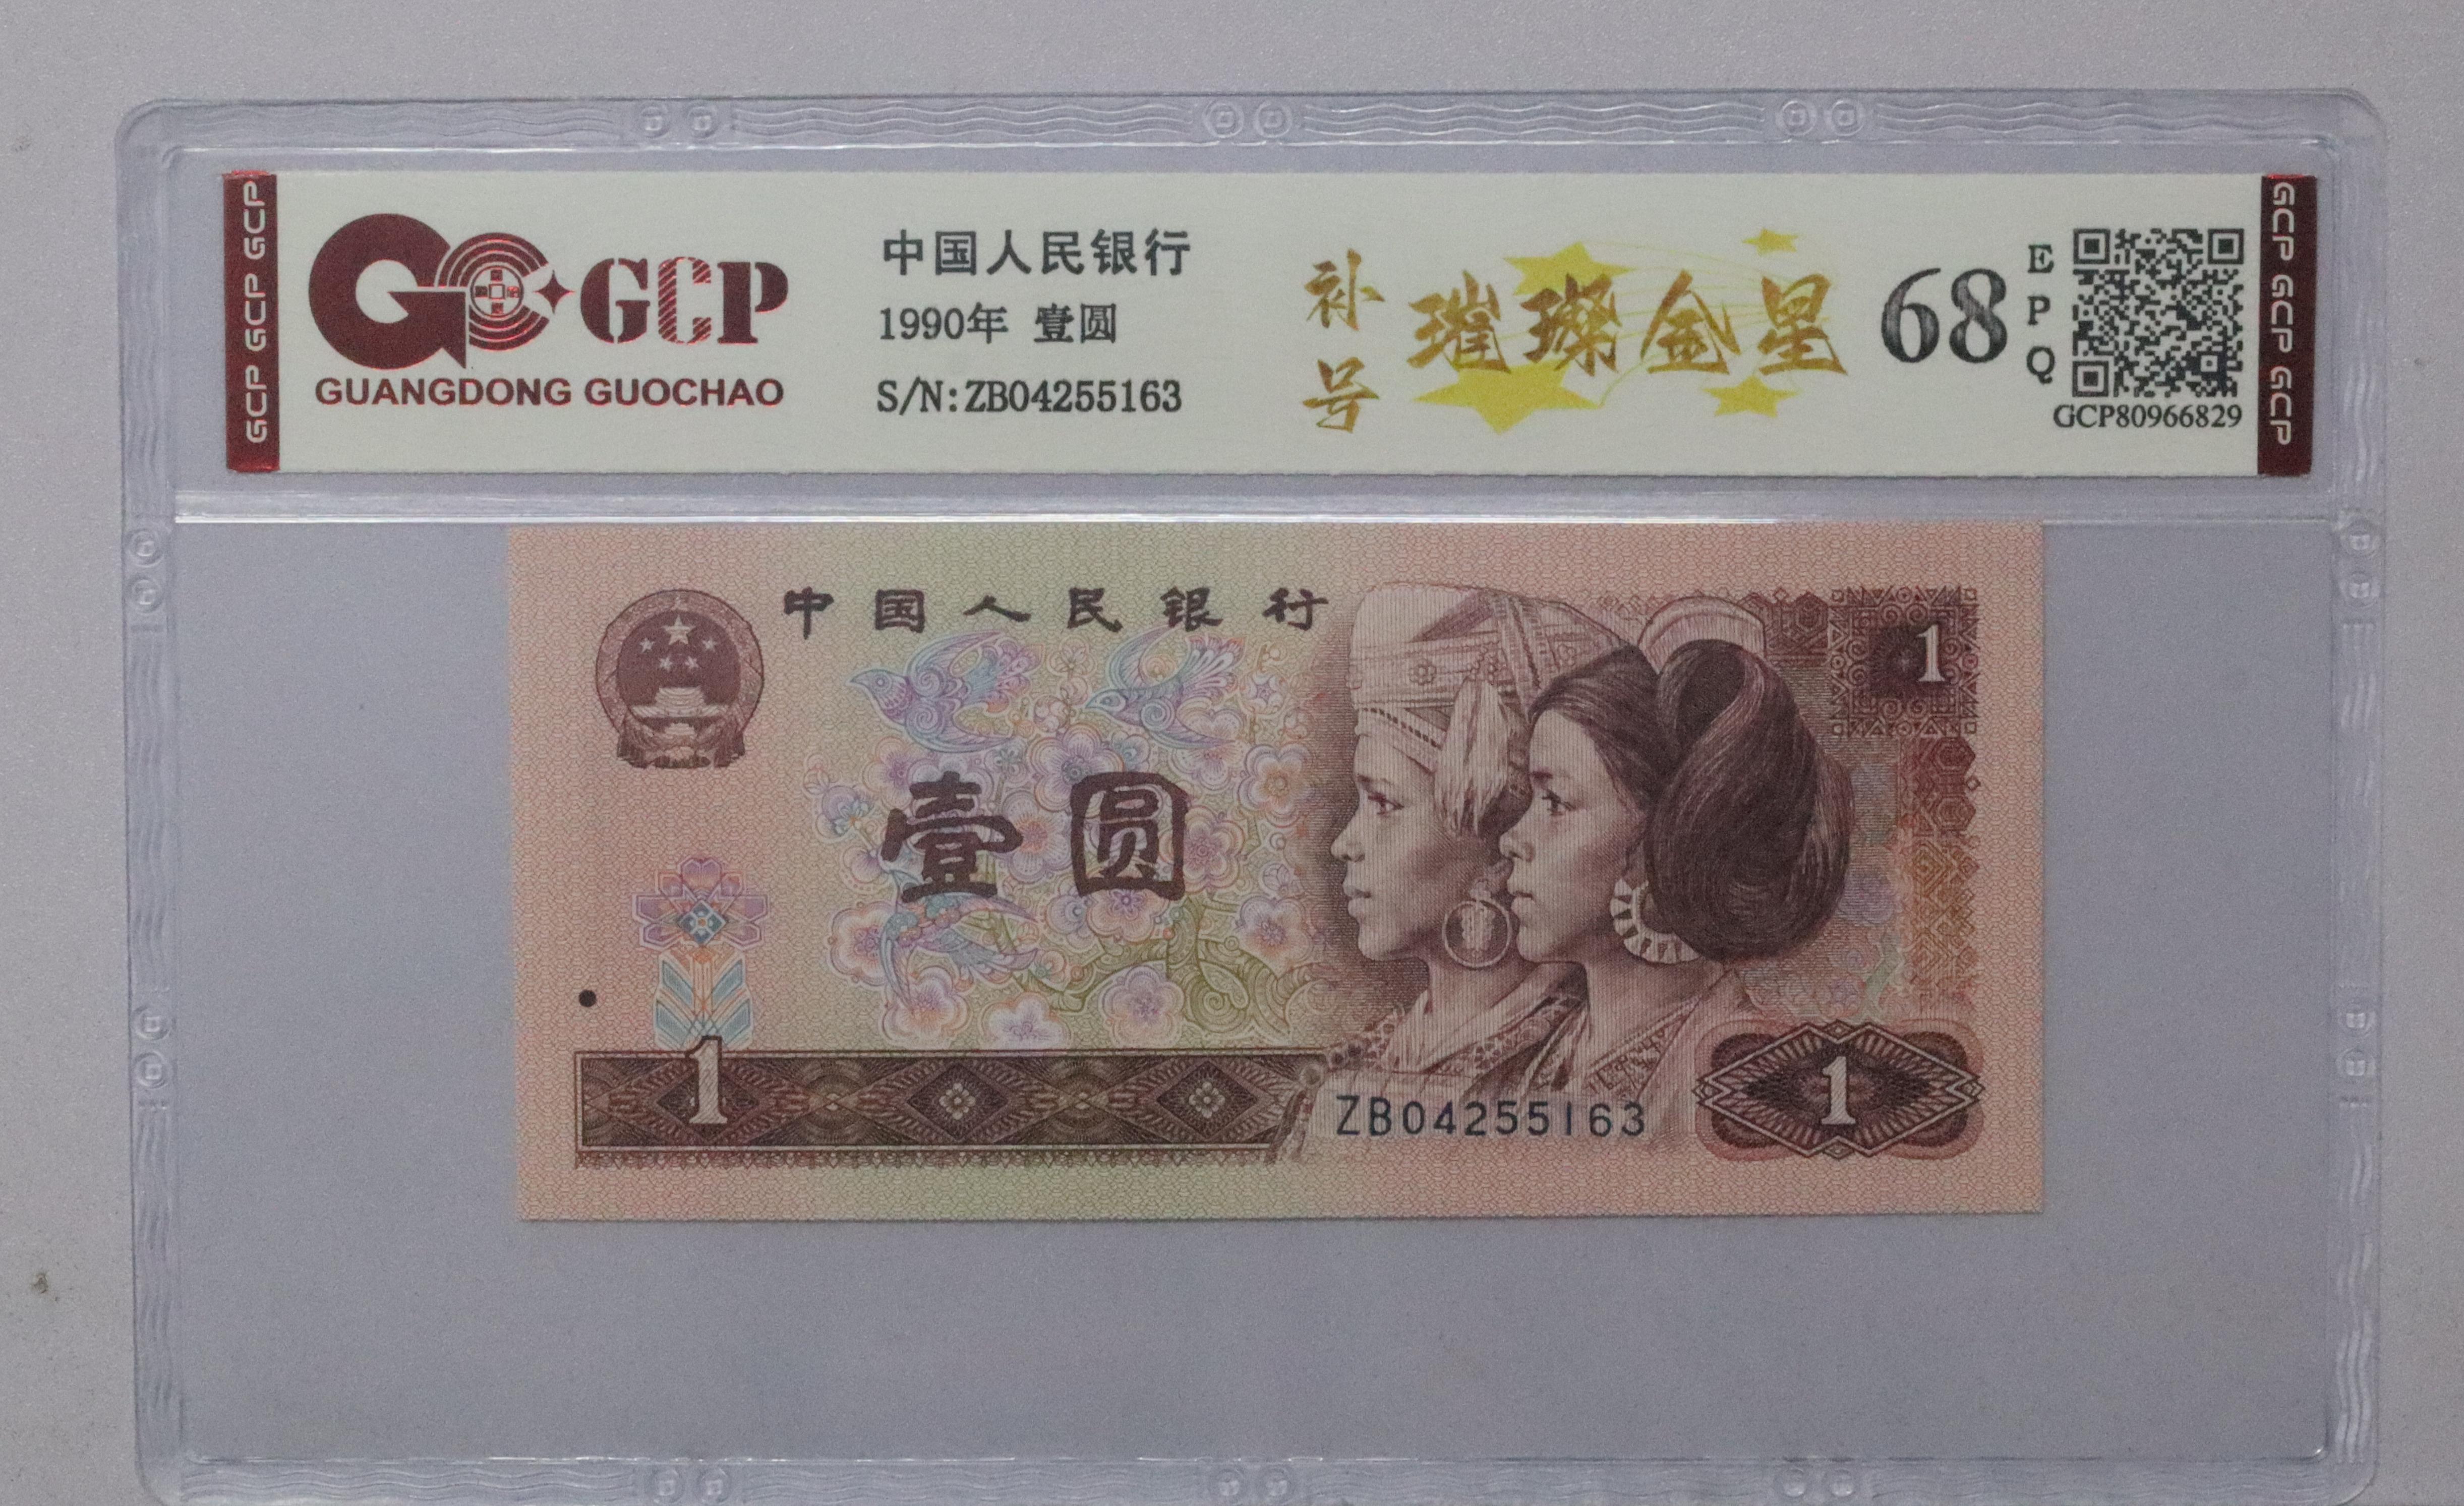 GCP GCP GCP
GCP
GUANGDONG GUOCHAO
中国人民银行
1990年 壹圆
S/N:ZB04255163
补号
璀璨金星
68
EPQ
GCP80966829
GCP GCP GCP
中国人民银行
1
壹圆
1
ZB04255163
1